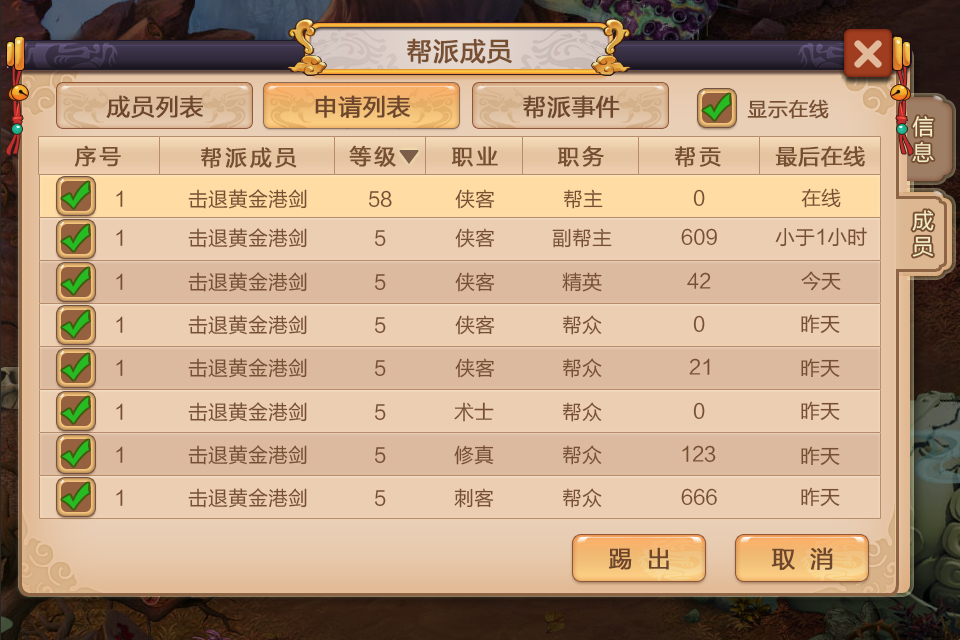 帮派成员
成员列表 申请列表 帮派事件 显示在线
信息
成员
序号 帮派成员 等级 职业 职务 帮贡 最后在线
1 击退黄金港剑 58 侠客 帮主 0 在线
1 击退黄金港剑 5 侠客 副帮主 609 小于1小时
1 击退黄金港剑 5 侠客 精英 42 今天
1 击退黄金港剑 5 侠客 帮众 0 昨天
1 击退黄金港剑 5 侠客 帮众 21 昨天
1 击退黄金港剑 5 术士 帮众 0 昨天
1 击退黄金港剑 5 修真 帮众 123 昨天
1 击退黄金港剑 5 刺客 帮众 666 昨天
踢出 取消